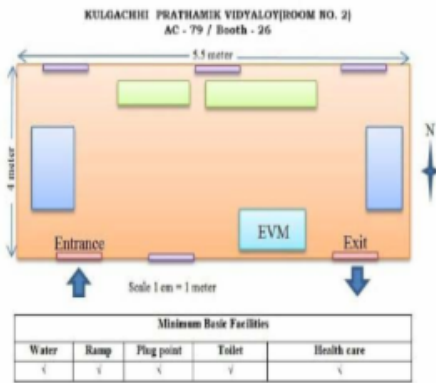 KULGACHHI PRATHAMIK VIDYALOY(ROOM NO. 2)
AC - 79 / Booth - 26
5.5 meter
4 meter
N
EVM
Entrance
Exit
Scale 1 cm = 1 meter
Minimum Basic Facilities
Water Ramp Plug point Toilet Health care
√ √ √ √ √